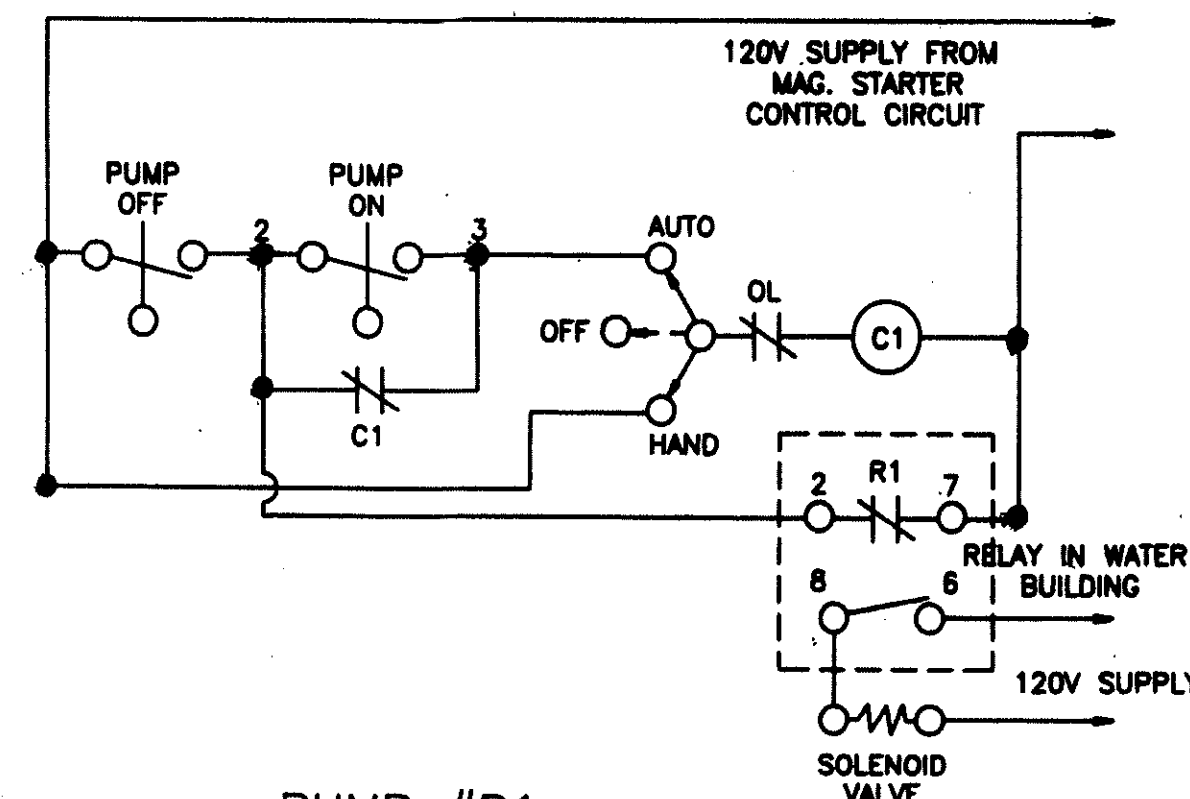 120V SUPPLY FROM
MAG. STARTER
CONTROL CIRCUIT
PUMP
OFF
PUMP
ON
2
3
AUTO
OFF
OL
C1
C1
HAND
2
R1
7
RELAY IN WATER
BUILDING
8
6
120V SUPPLY
SOLENOID
VALVE
PUMP